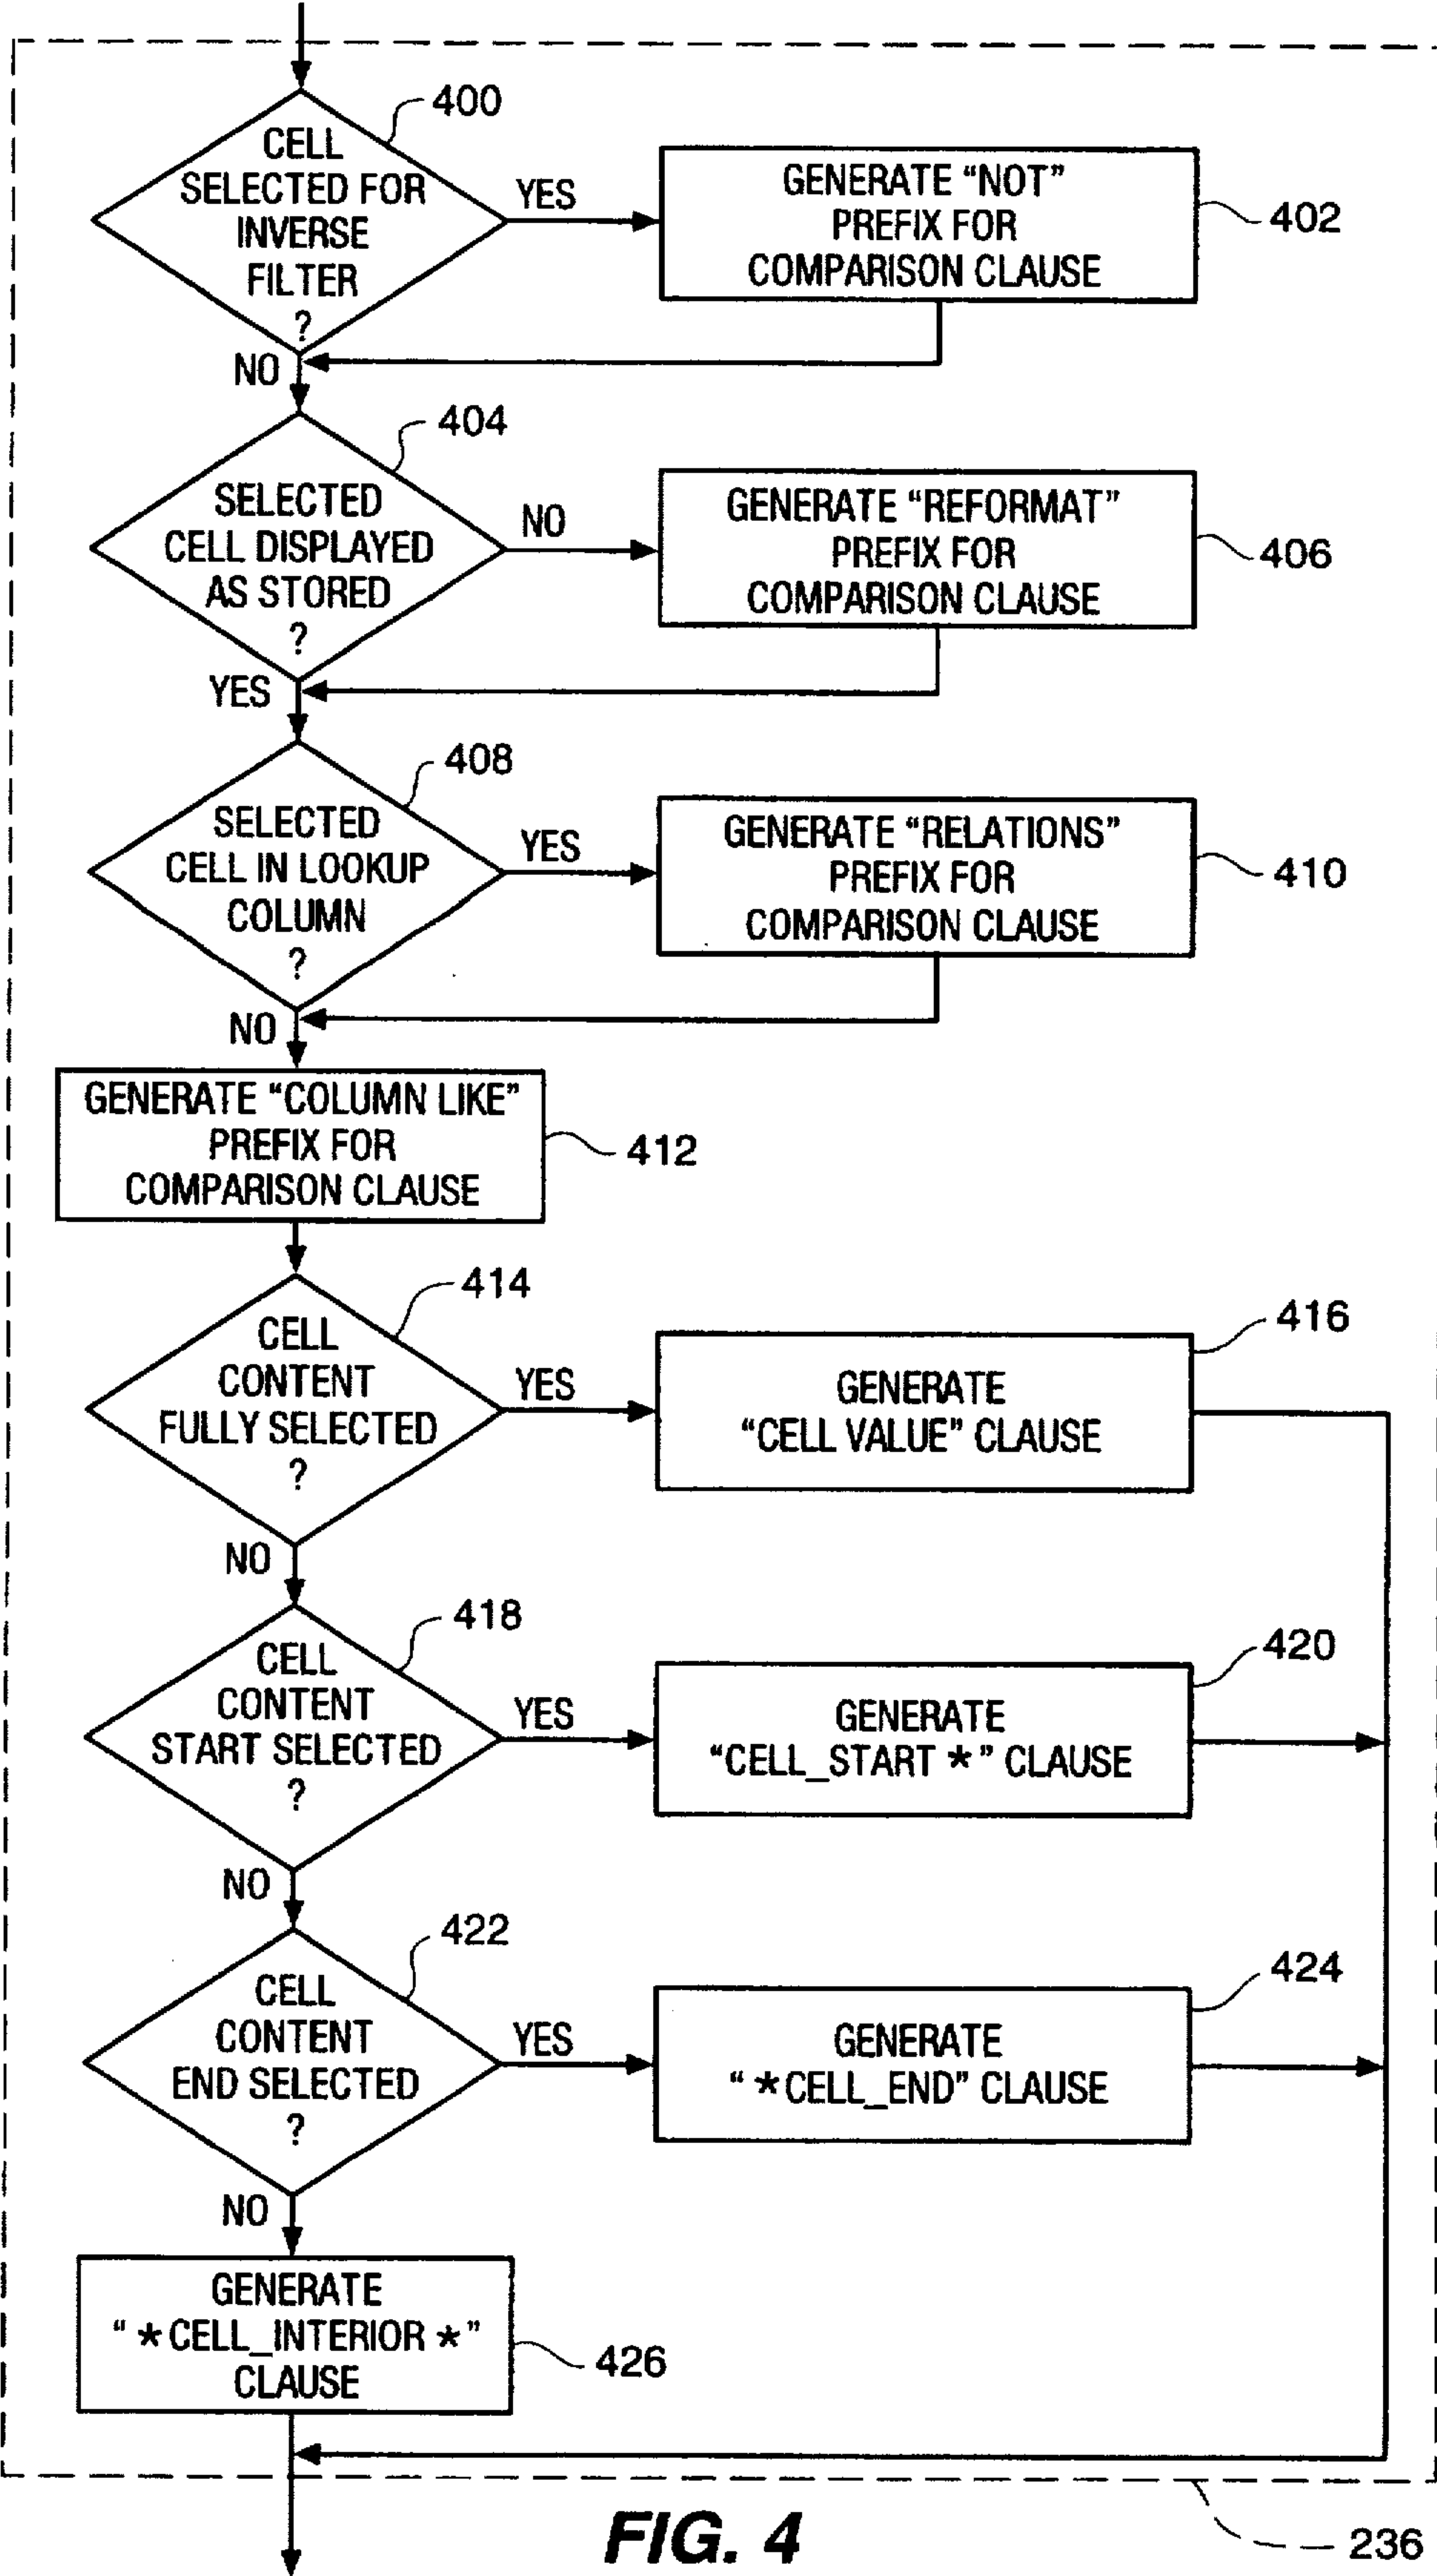 400
CELL
SELECTED FOR
INVERSE
FILTER
?
YES
GENERATE “NOT”
PREFIX FOR
COMPARISON CLAUSE
402
NO
404
SELECTED
CELL DISPLAYED
AS STORED
?
NO
GENERATE “REFORMAT”
PREFIX FOR
COMPARISON CLAUSE
406
YES
408
SELECTED
CELL IN LOOKUP
COLUMN
?
YES
GENERATE “RELATIONS”
PREFIX FOR
COMPARISON CLAUSE
410
NO
GENERATE “COLUMN LIKE”
PREFIX FOR
COMPARISON CLAUSE
412
414
CELL
CONTENT
FULLY SELECTED
?
YES
GENERATE
“CELL VALUE” CLAUSE
416
NO
418
CELL
CONTENT
START SELECTED
?
YES
GENERATE
“CELL_START *” CLAUSE
420
NO
422
CELL
CONTENT
END SELECTED
?
YES
GENERATE
“ *CELL_END” CLAUSE
424
NO
GENERATE
“ *CELL_INTERIOR *”
CLAUSE
426
236
FIG. 4